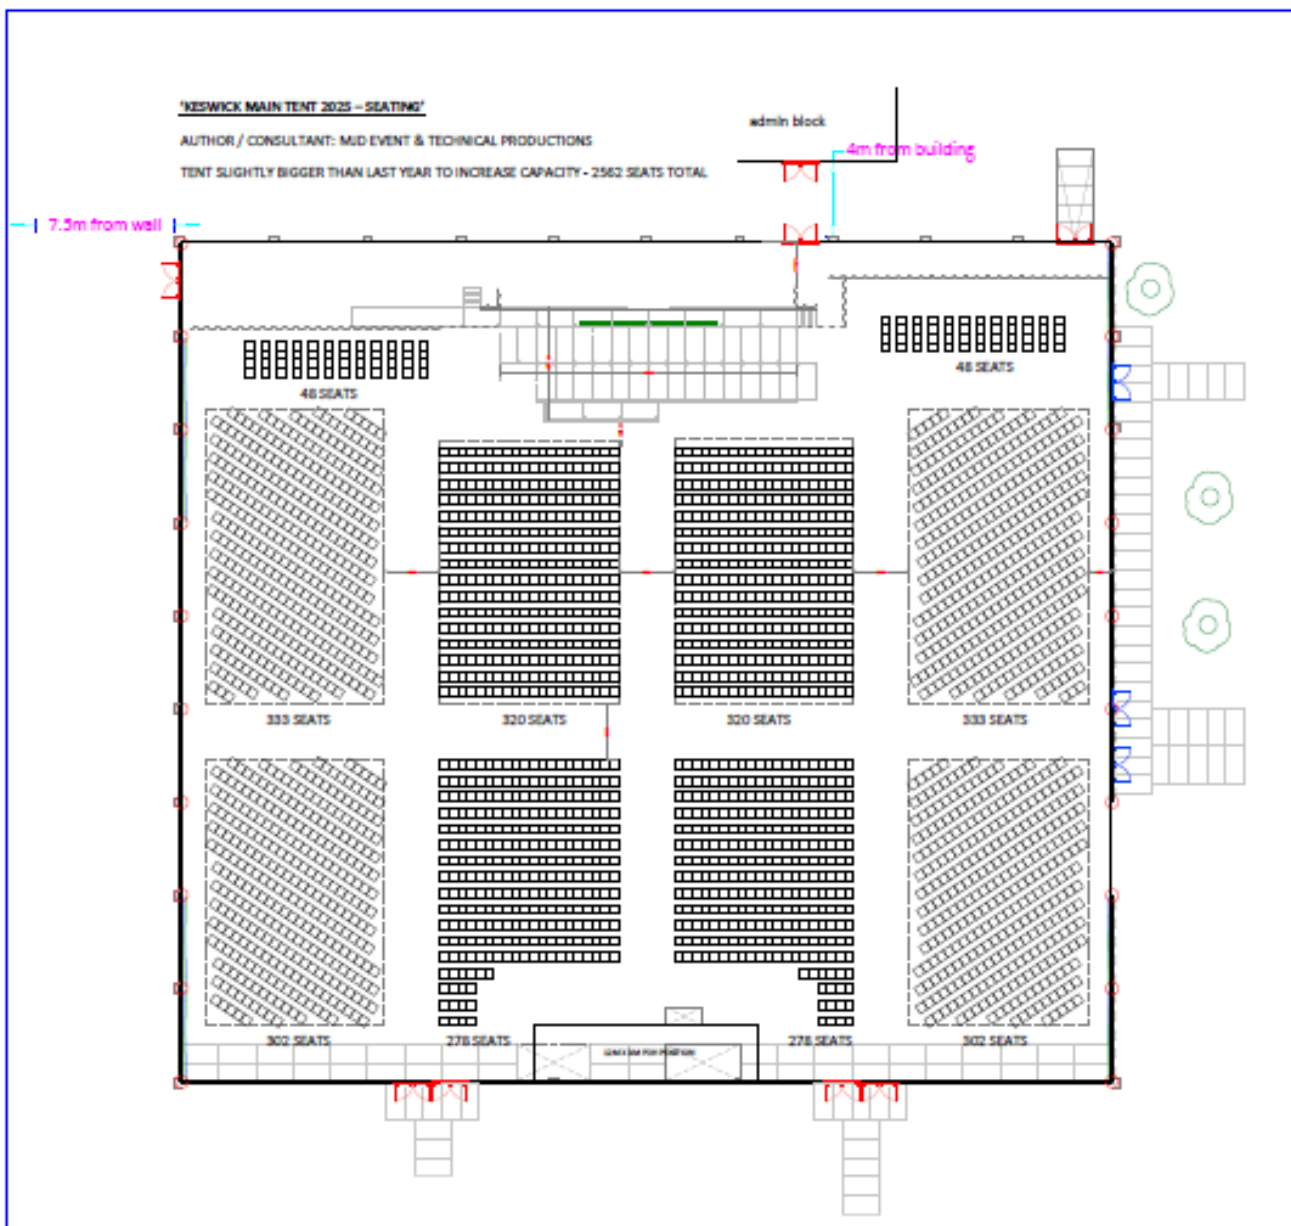 'KESWICK MAIN TENT 2025 – SEATING'
AUTHOR / CONSULTANT: MJD EVENT & TECHNICAL PRODUCTIONS
TENT SLIGHTLY BIGGER THAN LAST YEAR TO INCREASE CAPACITY - 2562 SEATS TOTAL
admin block
4m from building
7.5m from wall
48 SEATS
48 SEATS
333 SEATS
320 SEATS
320 SEATS
333 SEATS
302 SEATS
278 SEATS
278 SEATS
302 SEATS